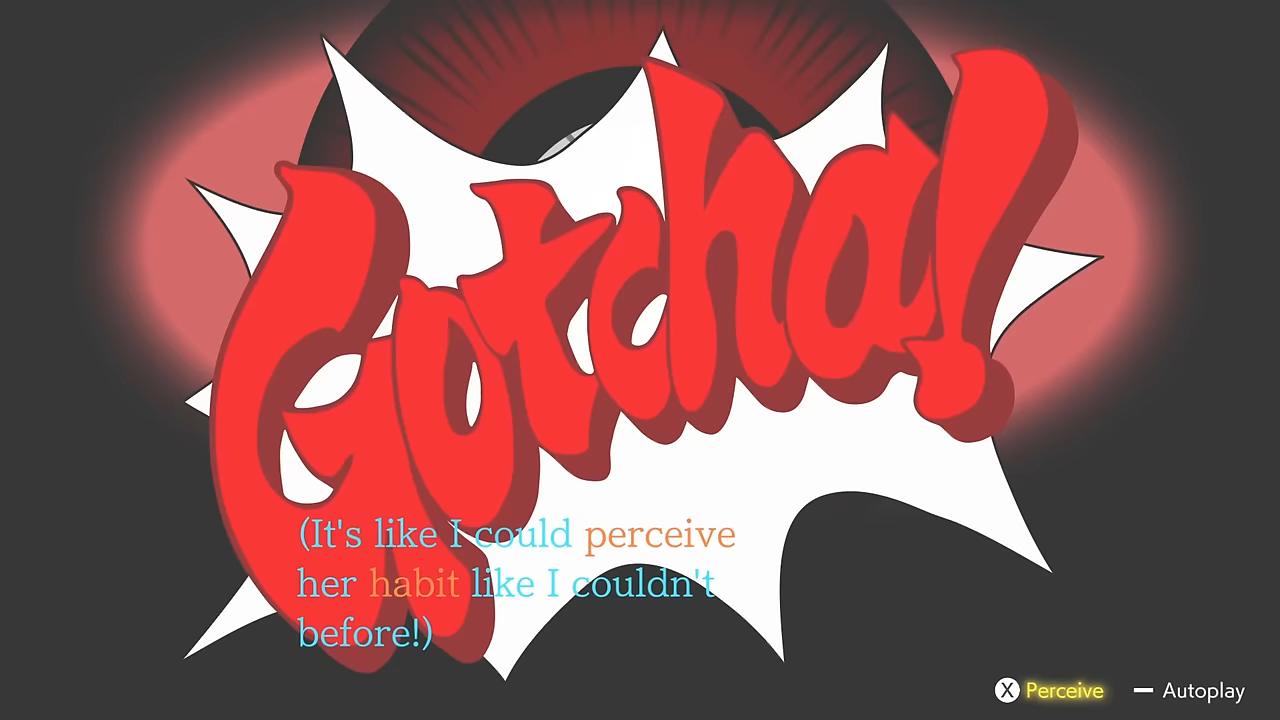 Gotcha!
(It's like I could perceive
her habit like I couldn't
before!)
X Perceive
Autoplay